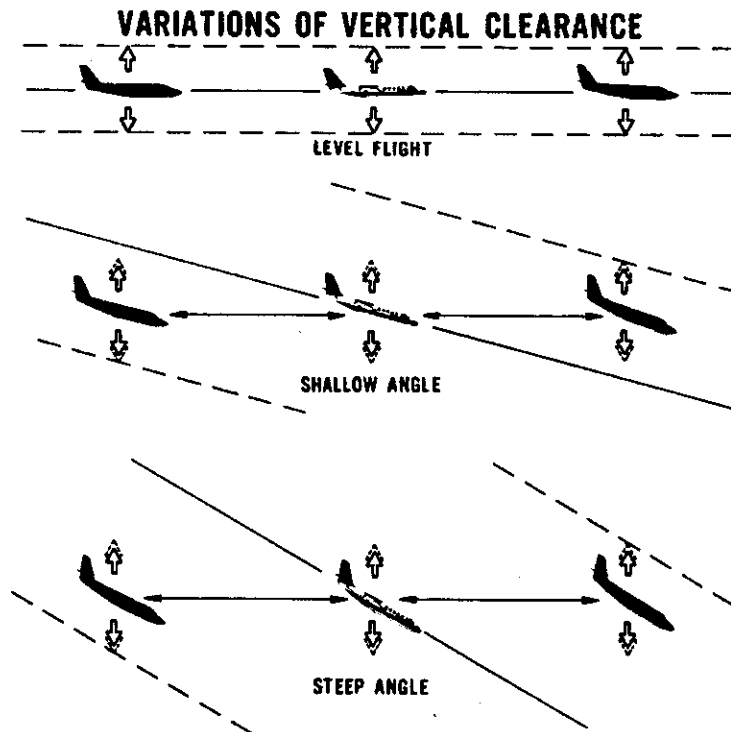 VARIATIONS OF VERTICAL CLEARANCE
LEVEL FLIGHT
SHALLOW ANGLE
STEEP ANGLE